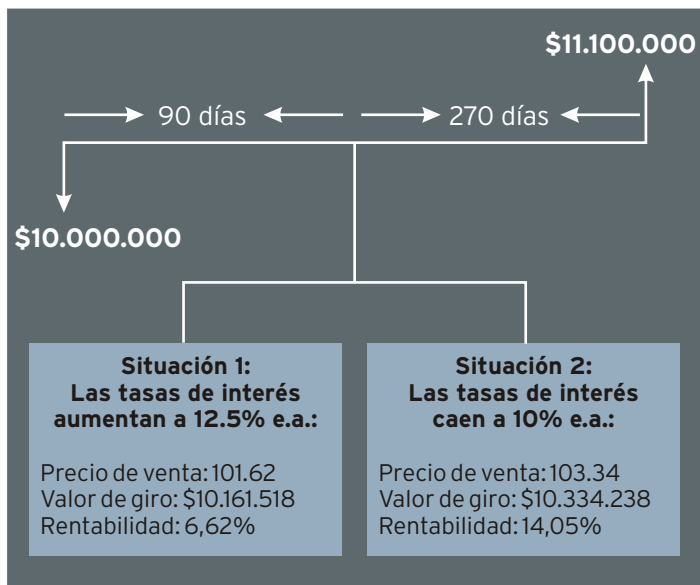 $11.100.000
90 días
270 días
$10.000.000
Situación 1:
Las tasas de interés
aumentan a 12.5% e.a.:
Precio de venta: 101.62
Valor de giro: $10.161.518
Rentabilidad: 6,62%
Situación 2:
Las tasas de interés
caen a 10% e.a.:
Precio de venta: 103.34
Valor de giro: $10.334.238
Rentabilidad: 14,05%